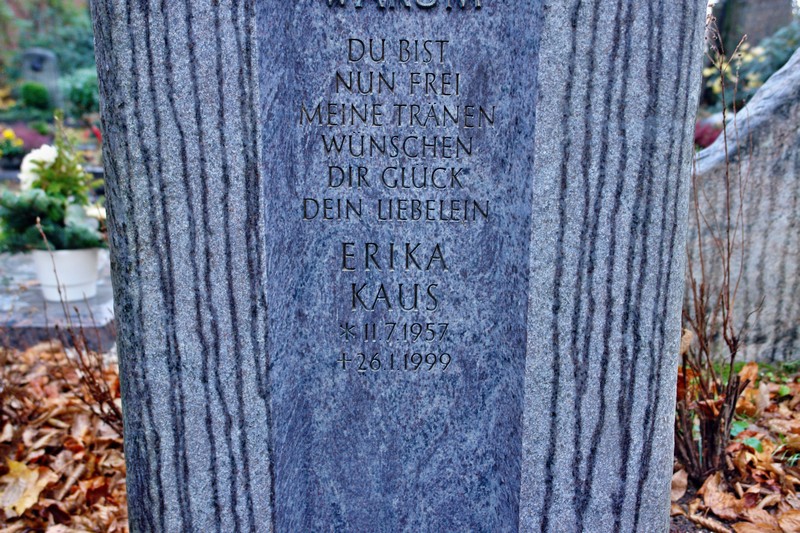 WARUM
DU BIST
NUN FREI
MEINE TRÄNEN
WÜNSCHEN
DIR GLÜCK
DEIN LIEBELEIN
ERIKA
KAUS
* 11.7.1957
+ 26.1.1999